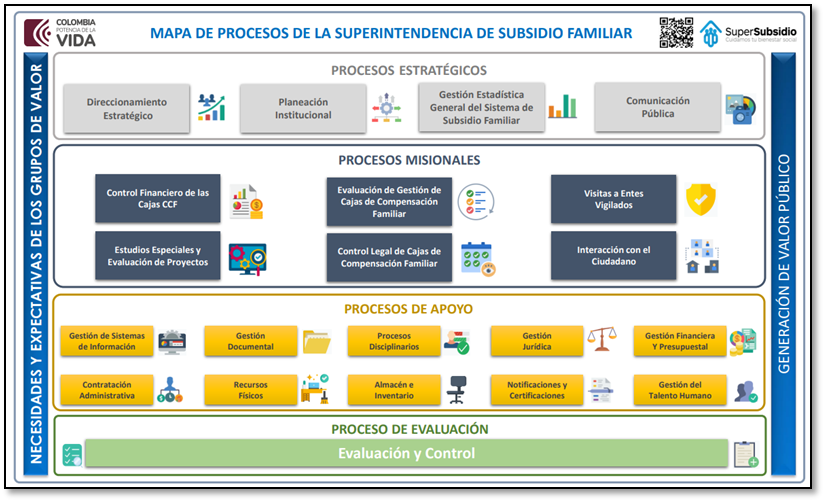 COLOMBIA
POTENCIA DE LA
VIDA
MAPA DE PROCESOS DE LA SUPERINTENDENCIA DE SUBSIDIO FAMILIAR
SuperSubsidio
Cuidamos tu bienestar social
NECESIDADES Y EXPECTATIVAS DE LOS GRUPOS DE VALOR
PROCESOS ESTRATÉGICOS
Direccionamiento
Estratégico
Planeación
Institucional
Gestión Estadística
General del Sistema de
Subsidio Familiar
Comunicación
Pública
PROCESOS MISIONALES
Control Financiero de las
Cajas CCF
Evaluación de Gestión de
Cajas de Compensación
Familiar
Visitas a Entes
Vigilados
Estudios Especiales y
Evaluación de Proyectos
Control Legal de Cajas de
Compensación Familiar
Interacción con el
Ciudadano
PROCESOS DE APOYO
Gestión de Sistemas
de Información
Gestión
Documental
Procesos
Disciplinarios
Gestión
Jurídica
Gestión Financiera
Y Presupuestal
Contratación
Administrativa
Recursos
Físicos
Almacén e
Inventario
Notificaciones y
Certificaciones
Gestión del
Talento Humano
PROCESO DE EVALUACIÓN
Evaluación y Control
GENERACIÓN DE VALOR PÚBLICO